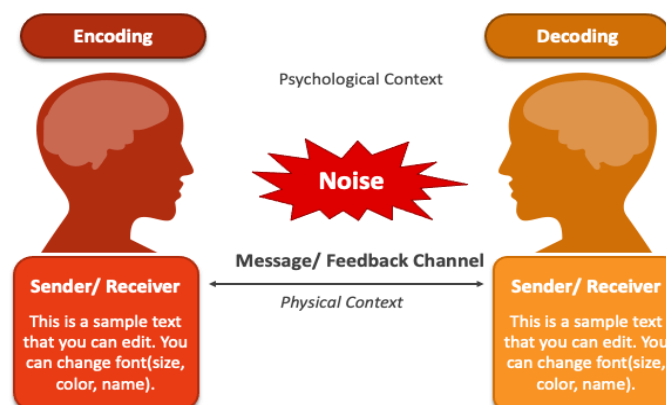 Encoding
Decoding
Psychological Context
Noise
Message/ Feedback Channel
Physical Context
Sender/ Receiver
This is a sample text
that you can edit. You
can change font(size,
color, name).
Sender/ Receiver
This is a sample text
that you can edit. You
can change font(size,
color, name).